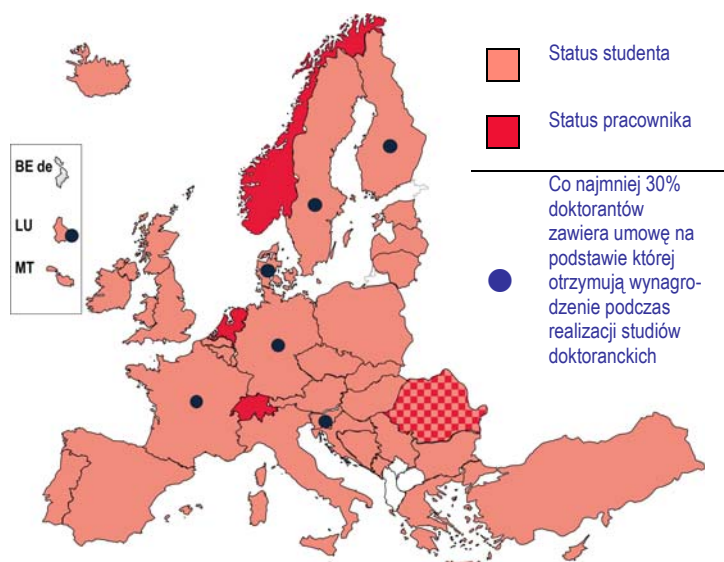 Status studenta
Status pracownika
Co najmniej 30%
doktorantów
zawiera umowę na
podstawie której
otrzymują wynagro-
dzenie podczas
realizacji studiów
doktoranckich
BE de
LU
MT